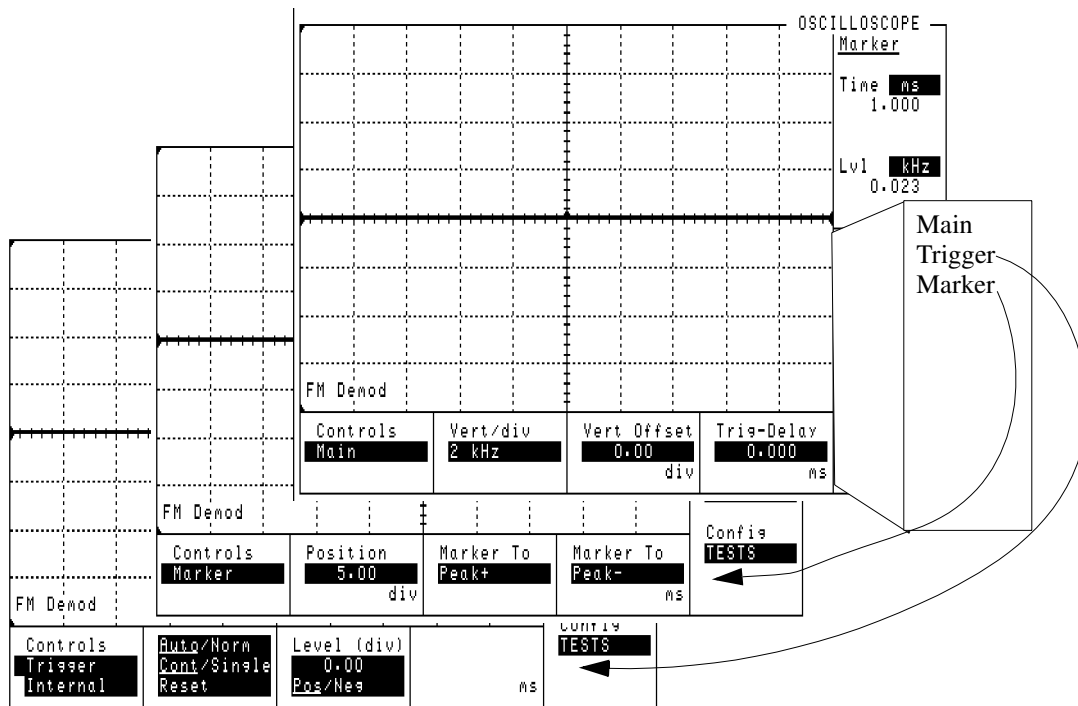 OSCILLOSCOPE
Marker
Time ms
1.000
Lvl kHz
0.023
Main
Trigger
Marker
FM Demod
Controls
Main
Vert/div
2 kHz
Vert Offset
0.00
div
Trig-Delay
0.000
ms
FM Demod
Controls
Marker
Position
5.00
div
Marker To
Peak+
Marker To
Peak-
ms
Config
TESTS
FM Demod
Controls
Trigger
Internal
Auto/Norm
Cont/Single
Reset
Level (div)
0.00
Pos/Neg
ms
Config
TESTS